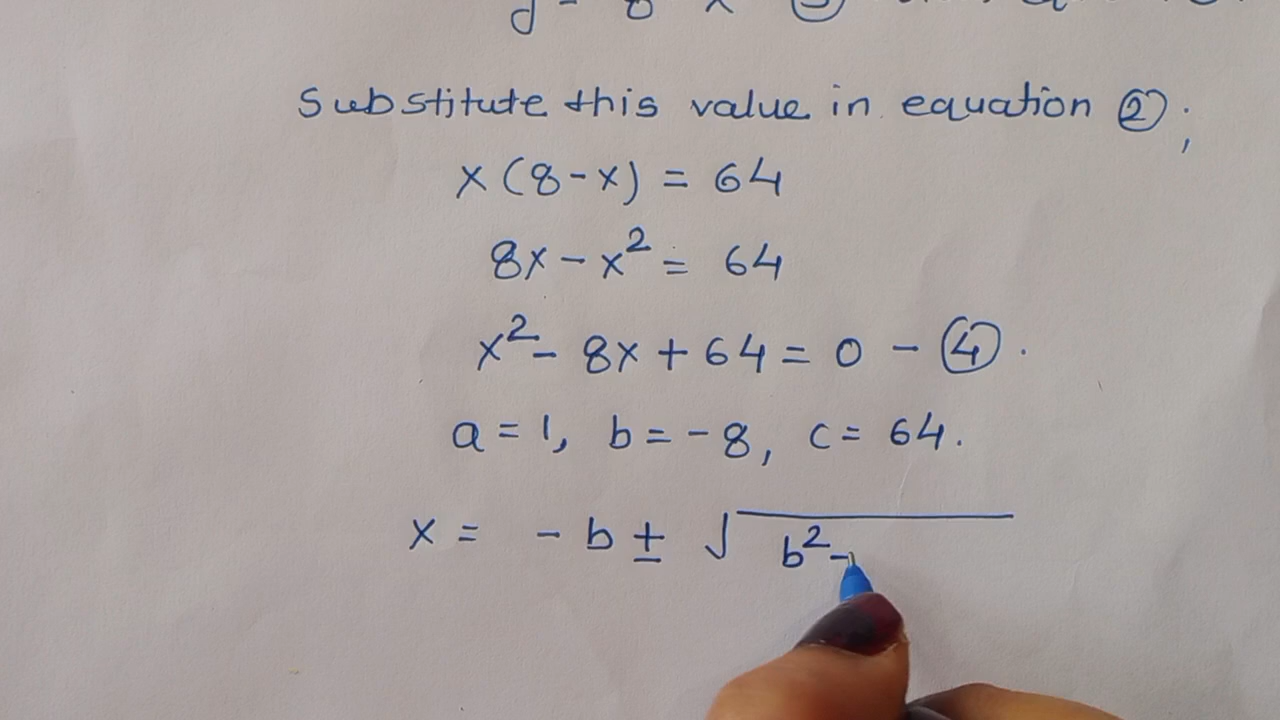 Substitute this value in equation ②;
x(8-x) = 64
8x - x² = 64
x² - 8x + 64 = 0 - ④.
a = 1, b = -8, c = 64.
x = - b ± √ b² -